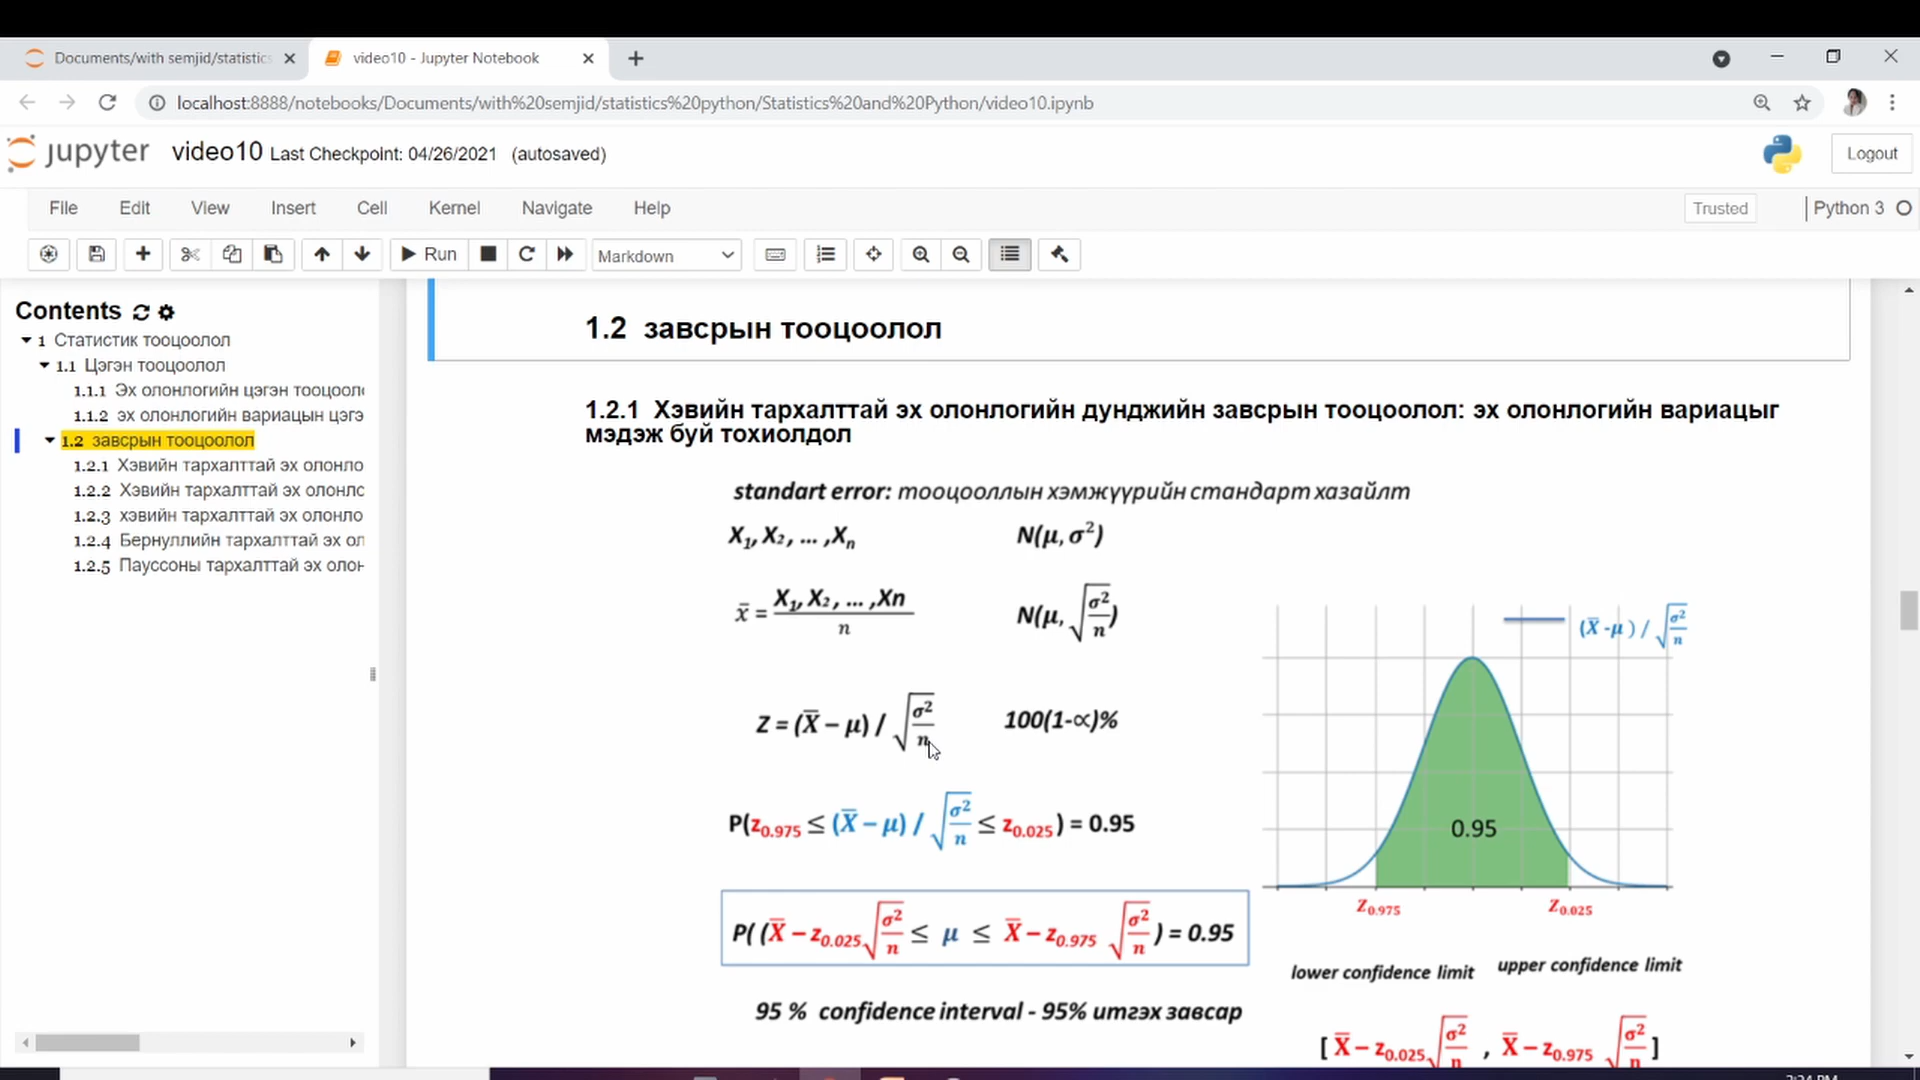 Documents/with semjid/statistics
video10 - Jupyter Notebook
localhost:8888/notebooks/Documents/with%20semjid/statistics%20python/Statistics%20and%20Python/video10.ipynb
jupyter
video10 Last Checkpoint: 04/26/2021 (autosaved)
Logout
File Edit View Insert Cell Kernel Navigate Help
Trusted
Python 3
Run
Markdown
Contents
1 Статистик тооцоолол
1.1 Цэгэн тооцоолол
1.1.1 Эх олонлогийн цэгэн тооцоол
1.1.2 эх олонлогийн вариацын цэгэ
1.2 завсрын тооцоолол
1.2.1 Хэвийн тархалттай эх олонло
1.2.2 Хэвийн тархалттай эх олонлс
1.2.3 хэвийн тархалттай эх олонло
1.2.4 Бернуллийн тархалттай эх ол
1.2.5 Пауссоны тархалттай эх олон
1.2 завсрын тооцоолол
1.2.1 Хэвийн тархалттай эх олонлогийн дунджийн завсрын тооцоолол: эх олонлогийн вариацыг
мэдэж буй тохиолдол
standart error: тооцооллын хэмжүүрийн стандарт хазайлт
X₁, X₂, ... ,Xₙ N(μ, σ²)
x̄ = X₁, X₂, ... ,Xn / n N(μ, √(σ²/n))
(X̄ -μ ) / √(σ²/n)
Z = (X̄ – μ) / √(σ²/n) 100(1-∝)%
P(z0.975 ≤ (X̄ – μ) / √(σ²/n) ≤ z0.025) = 0.95
0.95
Z0.975 Z0.025
P( (X̄ – z0.025√(σ²/n) ≤ μ ≤ X̄ – z0.975 √(σ²/n) ) = 0.95
lower confidence limit upper confidence limit
95 % confidence interval - 95% итгэх завсар
[ X̄ – z0.025√(σ²/n) , X̄ – z0.975 √(σ²/n) ]